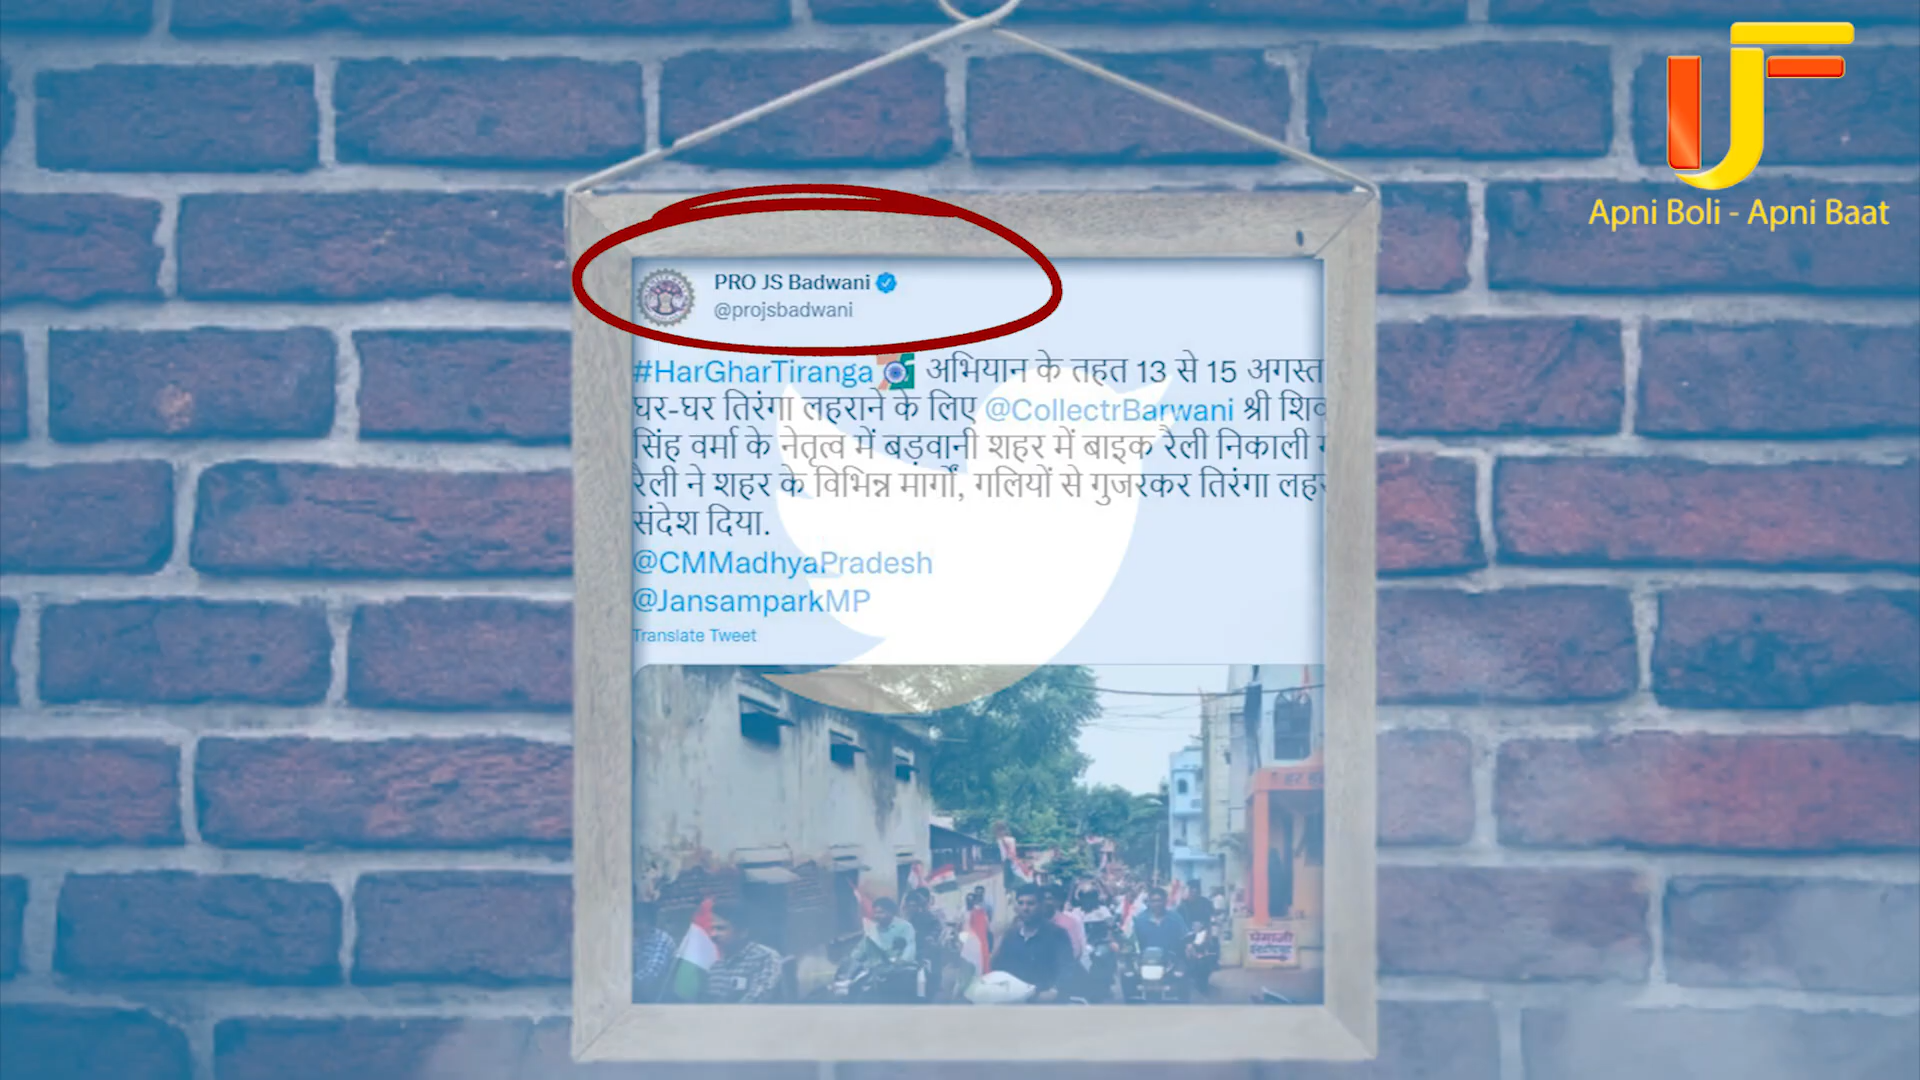 Apni Boli - Apni Baat
PRO JS Badwani
@projsbadwani
#HarGharTiranga अभियान के तहत 13 से 15 अगस्त
घर-घर तिरंगा लहराने के लिए @CollectrBarwani श्री
सिंह वर्मा के नेतृत्व में बड़वानी शहर में बाइक रैली निकाली
रैली ने शहर के विभिन्न मार्गों, गलियों से गुजरकर तिरंगा
संदेश दिया.
@CMMadhyaPradesh
@JansamparkMP
Translate Tweet